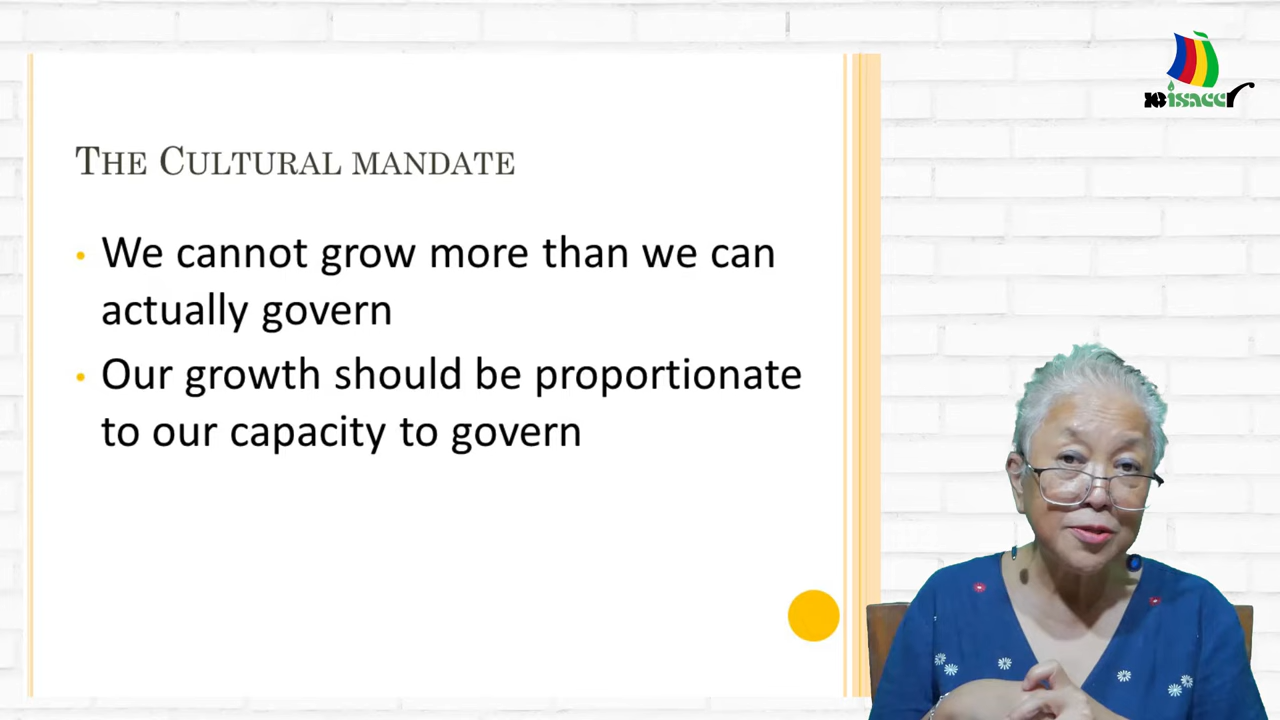 THE CULTURAL MANDATE
• We cannot grow more than we can
actually govern
• Our growth should be proportionate
to our capacity to govern
isacc